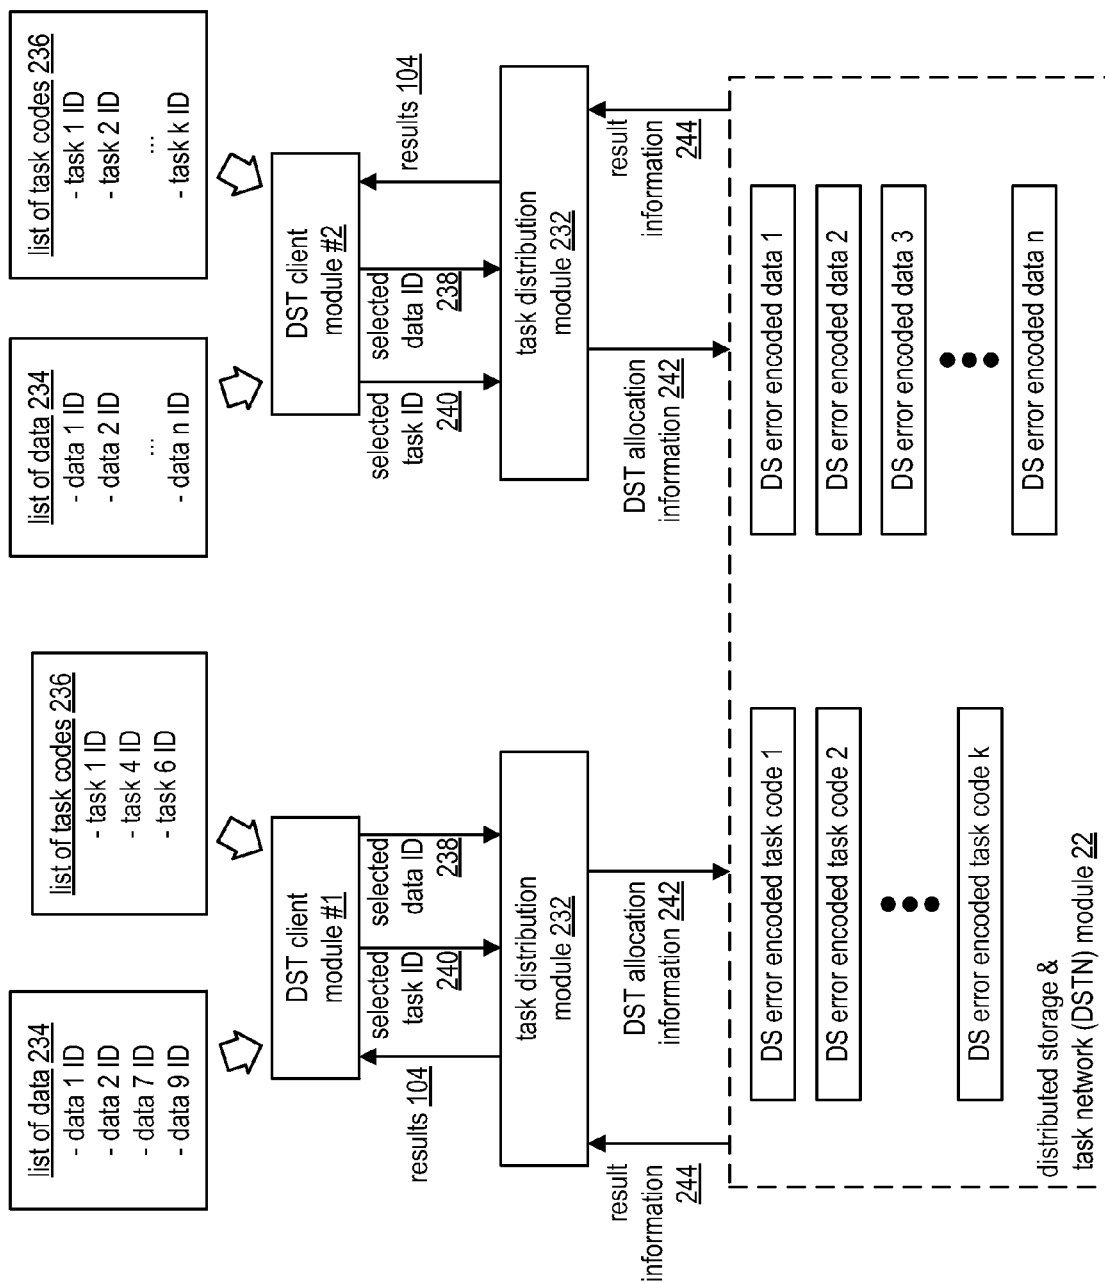 list of data 234
- data 1 ID
- data 2 ID
- data 7 ID
- data 9 ID
list of task codes 236
- task 1 ID
- task 4 ID
- task 6 ID
DST client
module #1
results 104
selected
task ID
240
selected
data ID
238
task distribution
module 232
result
information
244
DST allocation
information 242
list of data 234
- data 1 ID
- data 2 ID
...
- data n ID
list of task codes 236
- task 1 ID
- task 2 ID
...
- task k ID
DST client
module #2
selected
task ID
240
selected
data ID
238
results 104
task distribution
module 232
DST allocation
information 242
result
information
244
DS error encoded task code 1
DS error encoded task code 2
DS error encoded task code k
DS error encoded data 1
DS error encoded data 2
DS error encoded data 3
DS error encoded data n
distributed storage &
task network (DSTN) module 22